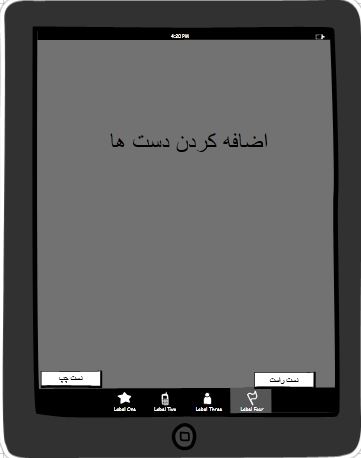 4:20 PM
اضافه کردن دست ها
دست چپ
دست راست
Label One
Label Two
Label Three
Label Four